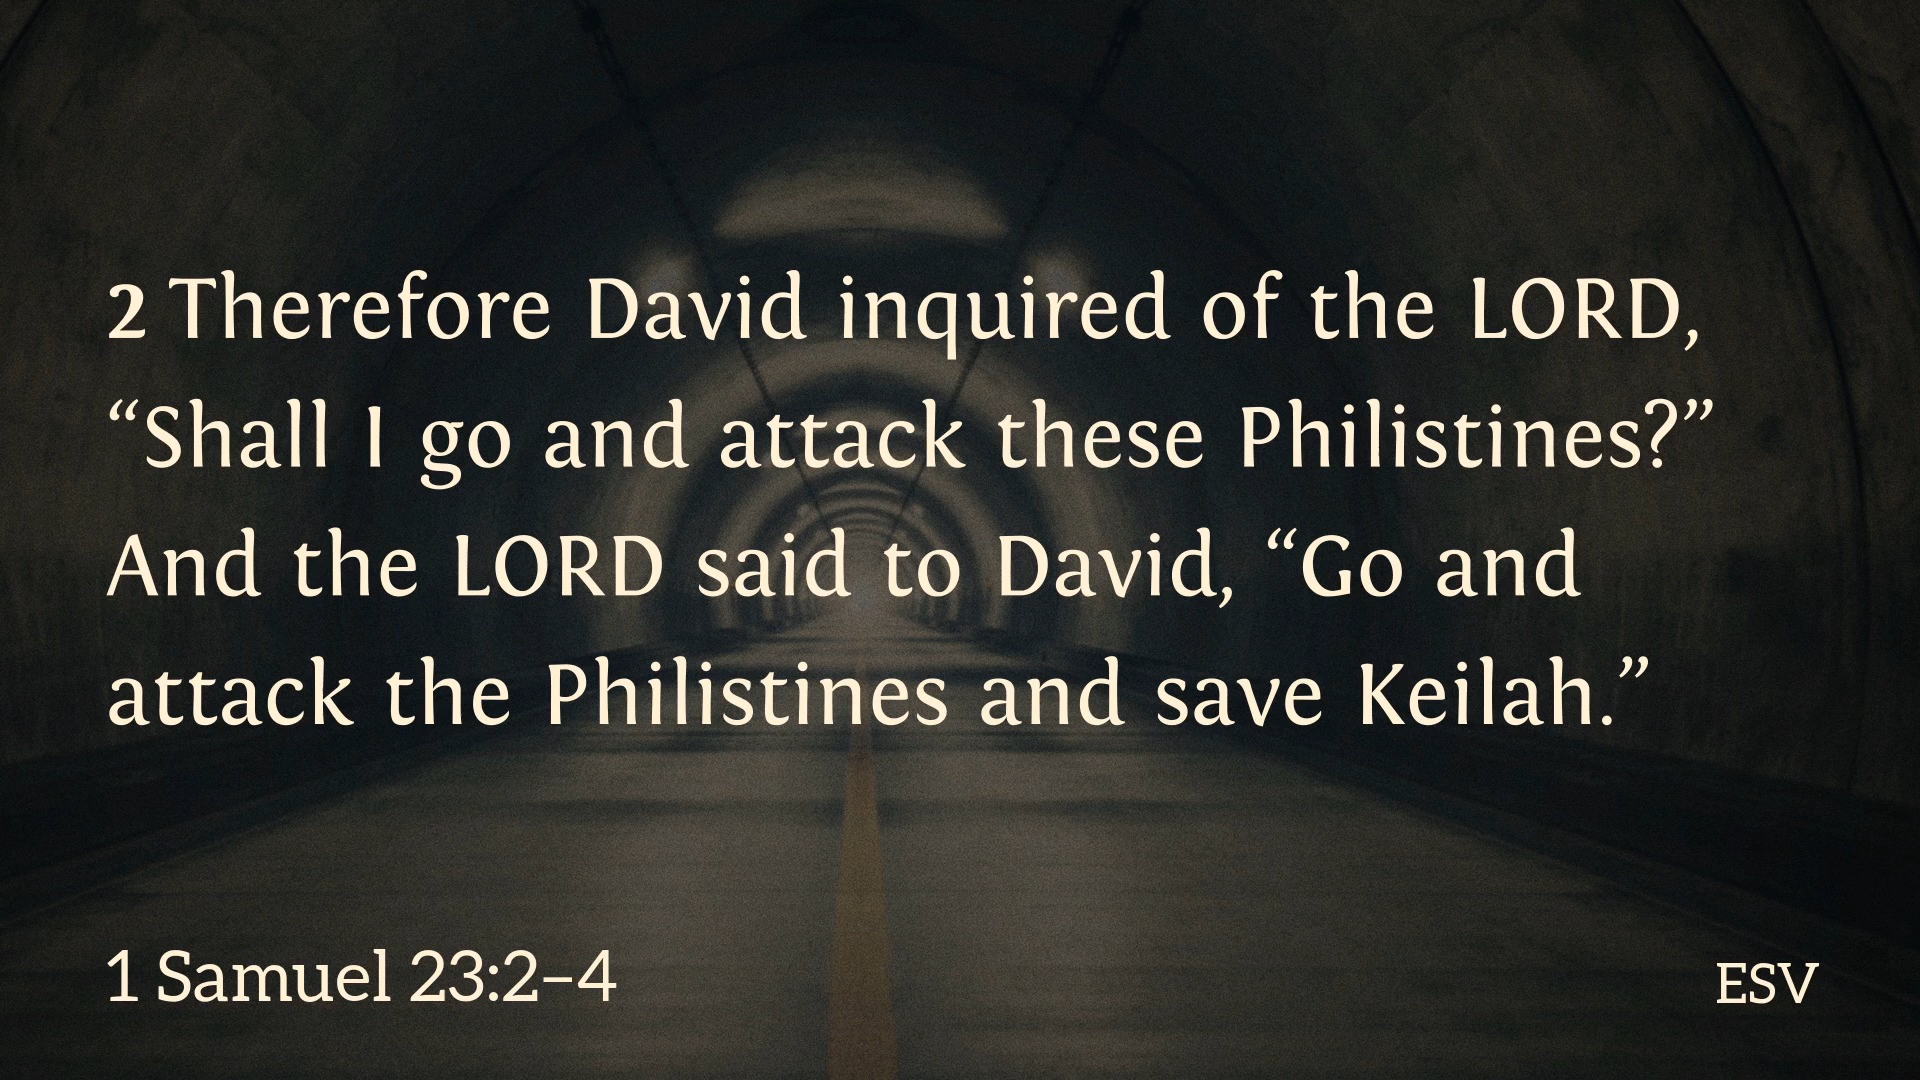 2 Therefore David inquired of the LORD,
“Shall I go and attack these Philistines?”
And the LORD said to David, “Go and
attack the Philistines and save Keilah.”
1 Samuel 23:2–4
ESV